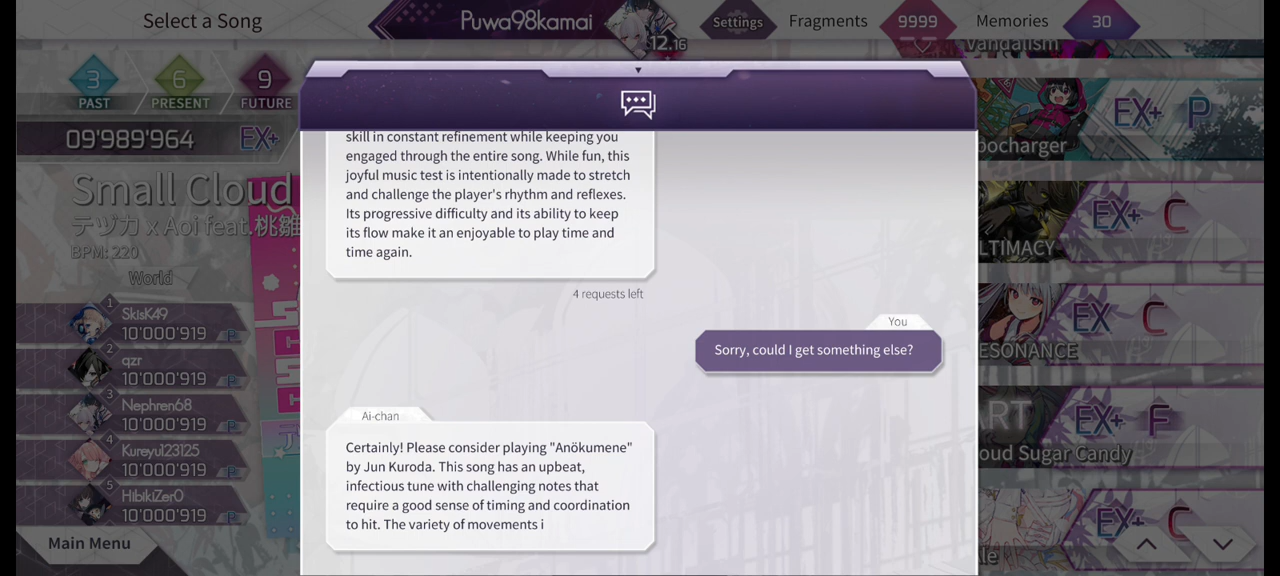 Select a Song
Puwa98kamai
12.16
Settings
Fragments
9999
Memories
30
3
PAST
6
PRESENT
9
FUTURE
09'989'964
EX+
Small Cloud
テヅカ x Aoi feat.桃雛
BPM: 220
World
1
SkisK49
10'000'919
P
2
qzr
10'000'919
P
3
Nephren68
10'000'919
P
4
Kureyu123125
10'000'919
P
5
HibikiZer0
10'000'919
P
Main Menu
skill in constant refinement while keeping you
engaged through the entire song. While fun, this
joyful music test is intentionally made to stretch
and challenge the player's rhythm and reflexes.
Its progressive difficulty and its ability to keep
its flow make it an enjoyable to play time and
time again.
4 requests left
You
Sorry, could I get something else?
Ai-chan
Certainly! Please consider playing "Anökumene"
by Jun Kuroda. This song has an upbeat,
infectious tune with challenging notes that
require a good sense of timing and coordination
to hit. The variety of movements i
Vandalism
EX+ P
bocharger
EX+ C
LTIMACY
EX C
ESONANCE
ART
EX+ F
oud Sugar Candy
EX+ C
le